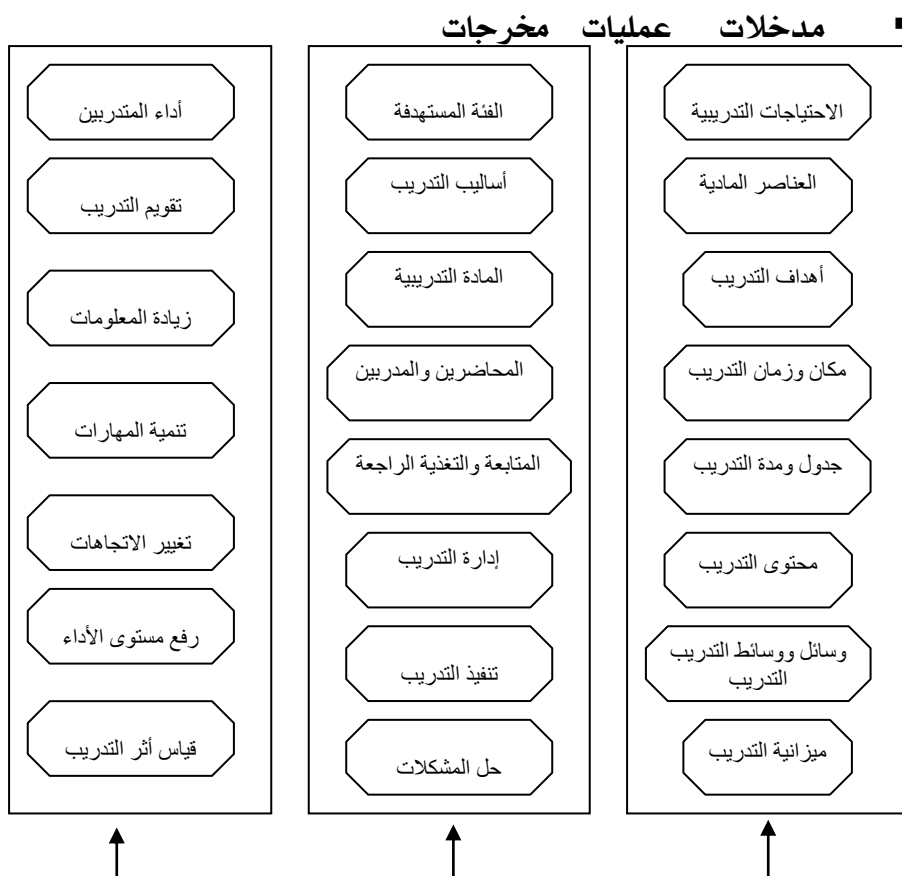 مدخلات عمليات مخرجات
الاحتياجات التدريبية
العناصر المادية
أهداف التدريب
مكان وزمان التدريب
جدول ومدة التدريب
محتوى التدريب
وسائل ووسائط التدريب
التدريب
ميزانية التدريب
الفئة المستهدفة
أساليب التدريب
المادة التدريبية
المحاضرين والمدربين
المتابعة والتغذية الراجعة
إدارة التدريب
تنفيذ التدريب
حل المشكلات
أداء المتدربين
تقويم التدريب
زيادة المعلومات
تنمية المهارات
تغيير الاتجاهات
رفع مستوى الأداء
قياس أثر التدريب